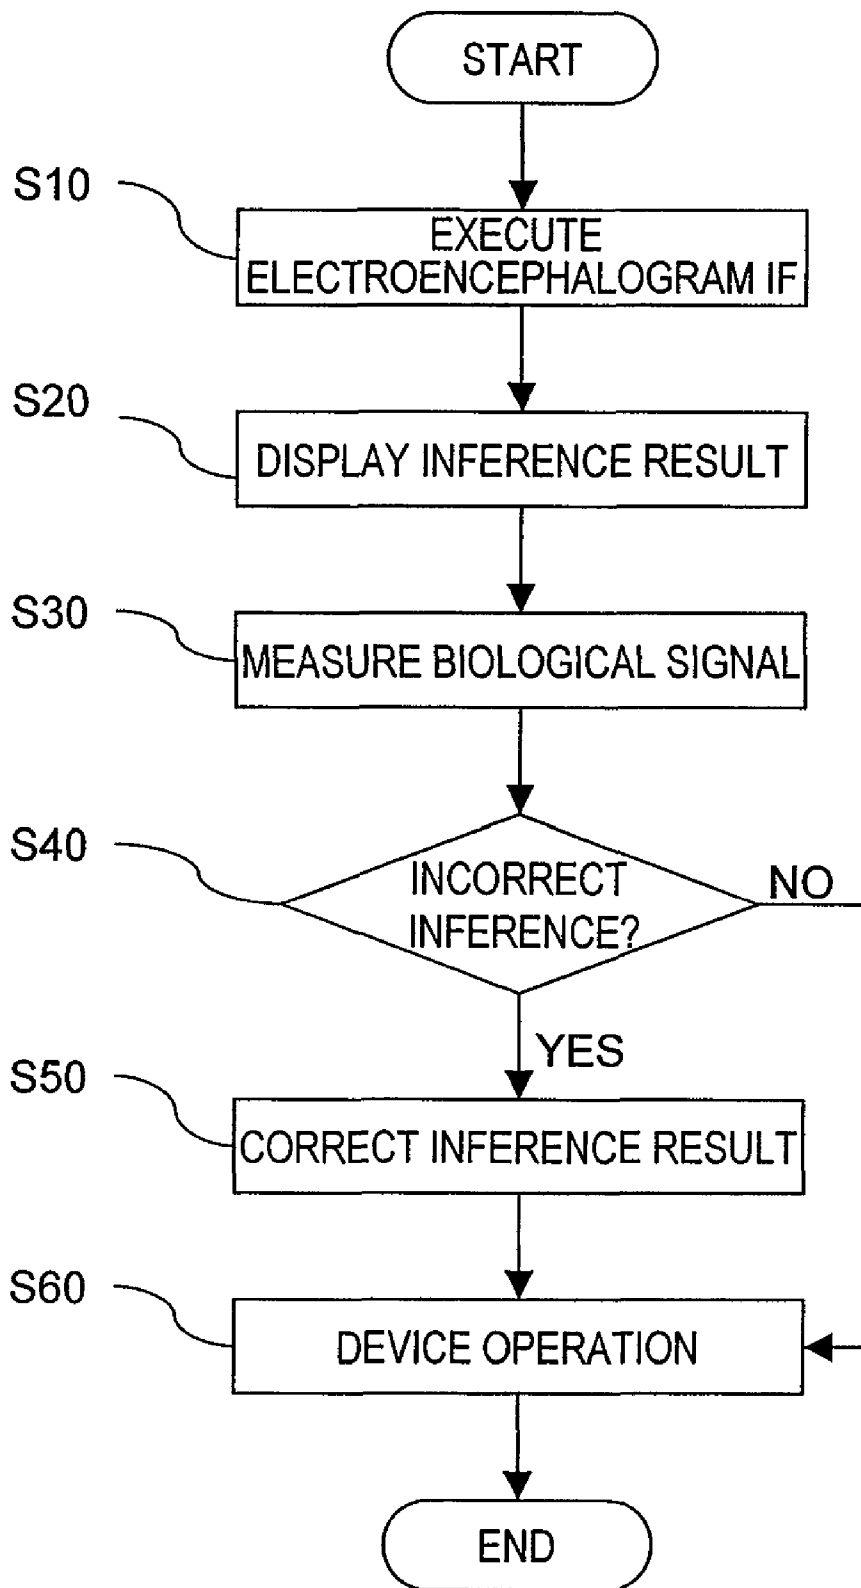 START
S10
EXECUTE
ELECTROENCEPHALOGRAM IF
S20
DISPLAY INFERENCE RESULT
S30
MEASURE BIOLOGICAL SIGNAL
S40
INCORRECT
INFERENCE?
NO
YES
S50
CORRECT INFERENCE RESULT
S60
DEVICE OPERATION
END